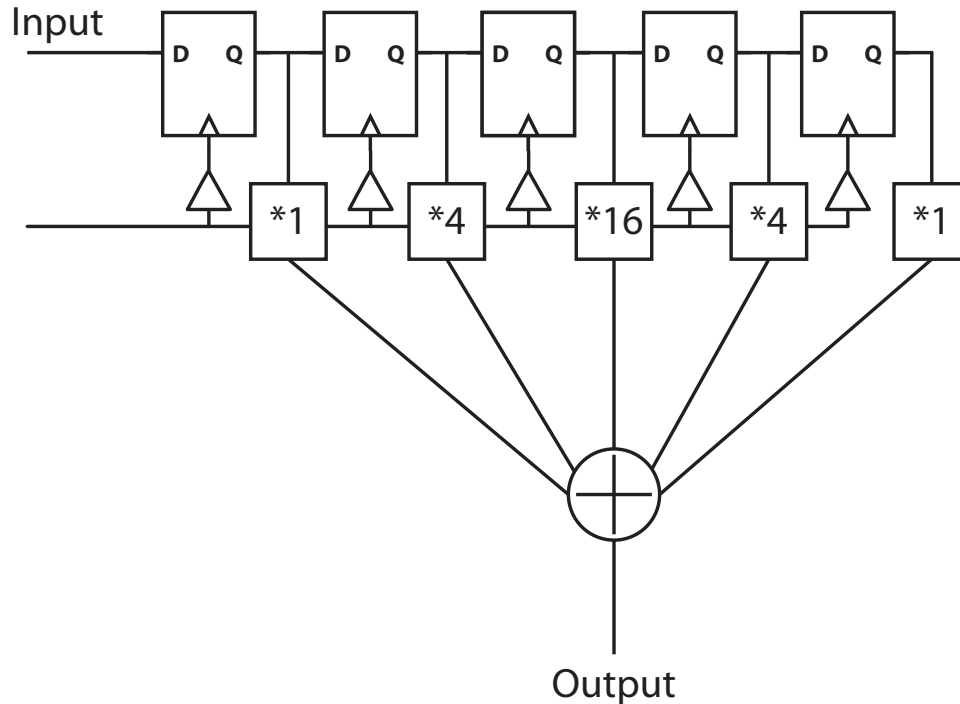 Input
D Q D Q D Q D Q D Q
*1 *4 *16 *4 *1
Output